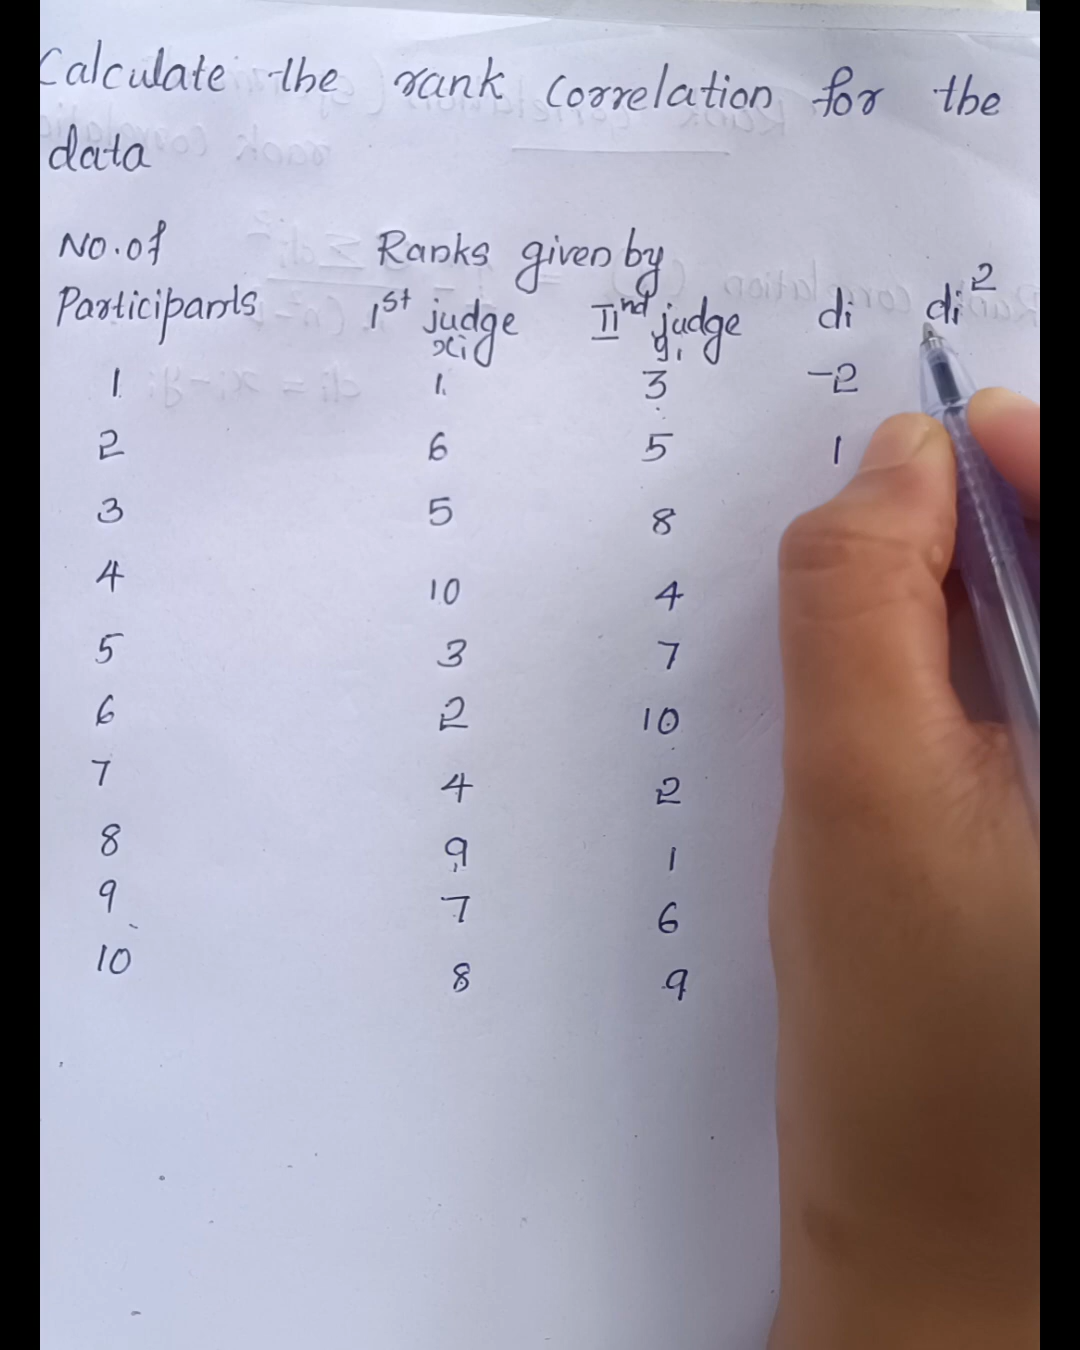 Calculate the rank Correlation for the
data
No. of Ranks given by
Participants 1st judge IInd judge di di²
xi yi
1 1 3 -2
2 6 5 1
3 5 8
4 10 4
5 3 7
6 2 10
7 4 2
8 9 1
9 7 6
10 8 9